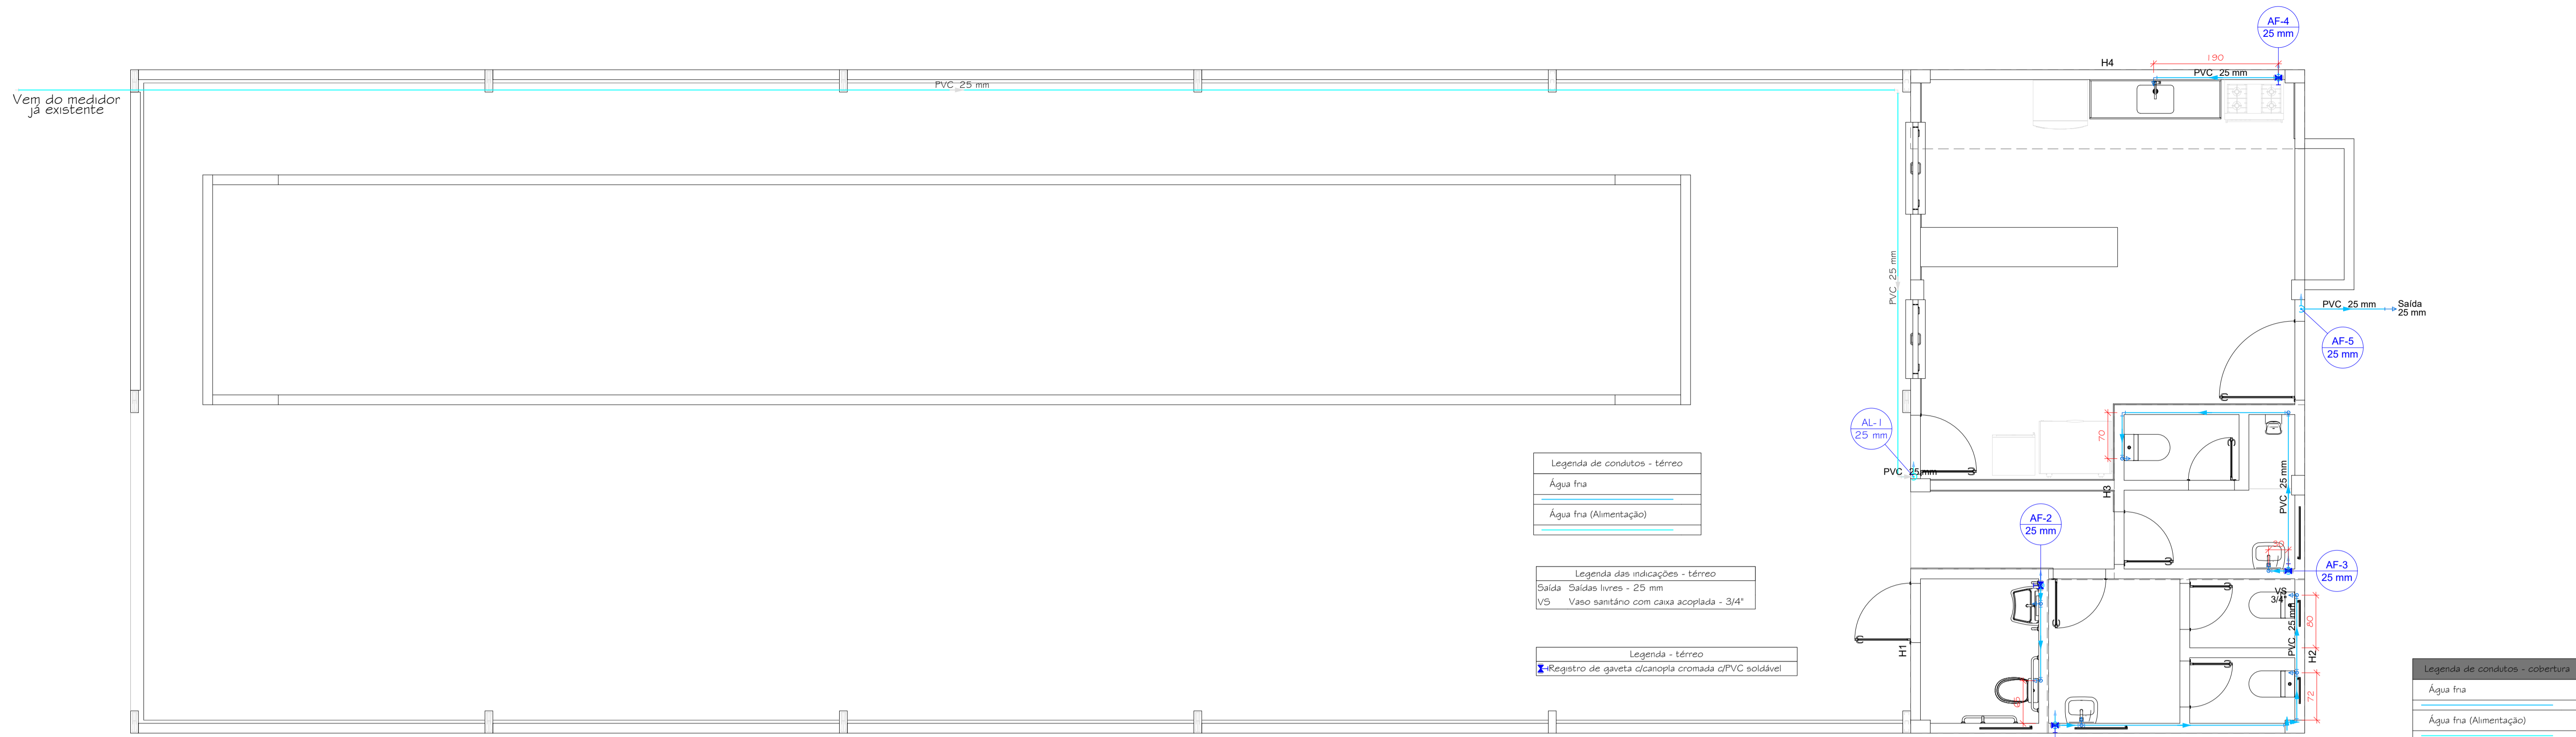 AF-4
25 mm
190
H4
PVC 25 mm
PVC 25 mm
Vem do medidor
já existente
PVC 25 mm
PVC 25 mm
Saída
25 mm
AF-5
25 mm
AL-1
25 mm
PVC 25 mm
70
H3
PVC 25 mm
AF-2
25 mm
AF-3
25 mm
VS
3/4"
PVC 25 mm
80
H2
72
H1
Legenda de condutos - térreo
Água fria
Água fria (Alimentação)
Legenda das indicações - térreo
Saída Saídas livres - 25 mm
VS Vaso sanitário com caixa acoplada - 3/4"
Legenda - térreo
Registro de gaveta c/canopla cromada c/PVC soldável
Legenda de condutos - cobertura
Água fria
Água fria (Alimentação)